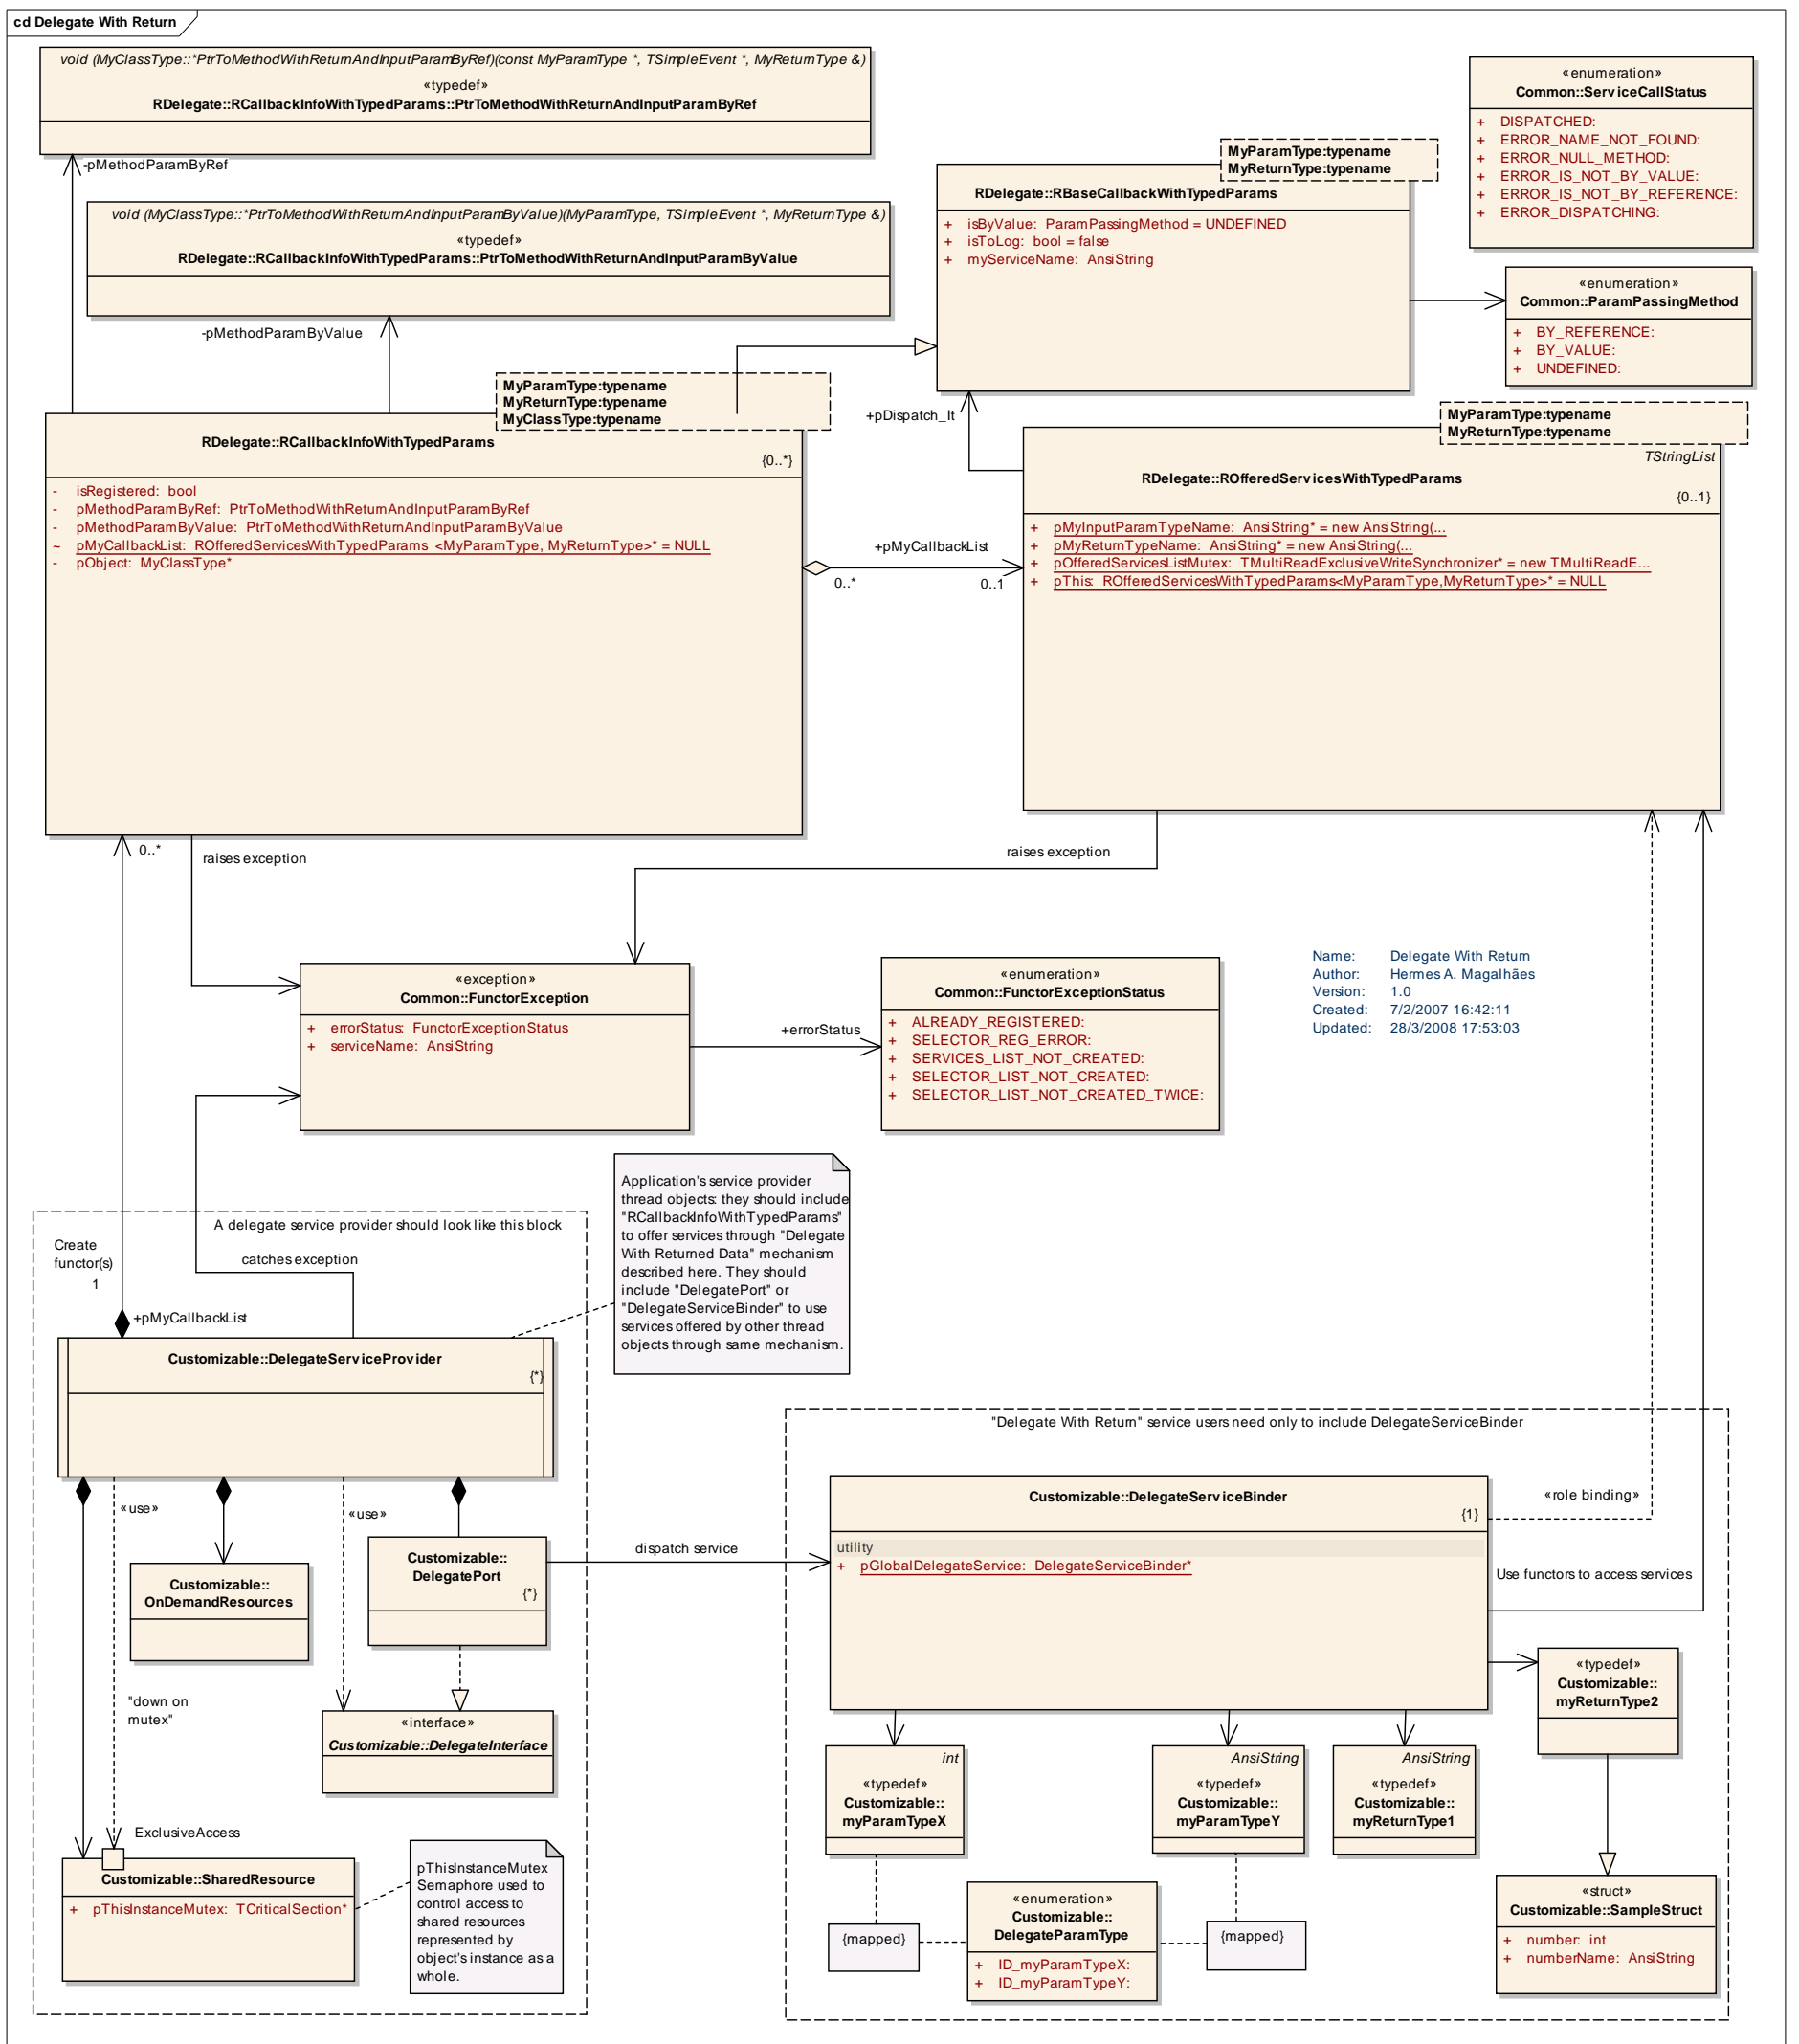 cd Delegate With Return
void (MyClassType::*PtrToMethodWithReturnAndInputParamByRef)(const MyParamType *, TSimpleEvent *, MyReturnType &)
«typedef»
RDelegate::RCallbackInfoWithTypedParams::PtrToMethodWithReturnAndInputParamByRef
-pMethodParamByRef
void (MyClassType::*PtrToMethodWithReturnAndInputParamByValue)(MyParamType, TSimpleEvent *, MyReturnType &)
«typedef»
RDelegate::RCallbackInfoWithTypedParams::PtrToMethodWithReturnAndInputParamByValue
-pMethodParamByValue
MyParamType:typename
MyReturnType:typename
RDelegate::RBaseCallbackWithTypedParams
+ isByValue: ParamPassingMethod = UNDEFINED
+ isToLog: bool = false
+ myServiceName: AnsiString
«enumeration»
Common::ServiceCallStatus
+ DISPATCHED:
+ ERROR_NAME_NOT_FOUND:
+ ERROR_NULL_METHOD:
+ ERROR_IS_NOT_BY_VALUE:
+ ERROR_IS_NOT_BY_REFERENCE:
+ ERROR_DISPATCHING:
«enumeration»
Common::ParamPassingMethod
+ BY_REFERENCE:
+ BY_VALUE:
+ UNDEFINED:
MyParamType:typename
MyReturnType:typename
MyClassType:typename
RDelegate::RCallbackInfoWithTypedParams
{0..*}
- isRegistered: bool
- pMethodParamByRef: PtrToMethodWithReturnAndInputParamByRef
- pMethodParamByValue: PtrToMethodWithReturnAndInputParamByValue
~ pMyCallbackList: ROfferedServicesWithTypedParams <MyParamType, MyReturnType>* = NULL
- pObject: MyClassType*
+pDispatch_It
+pMyCallbackList
0..*
0..1
MyParamType:typename
MyReturnType:typename
TStringList
RDelegate::ROfferedServicesWithTypedParams
{0..1}
+ pMyInputParamTypeName: AnsiString* = new AnsiString(...
+ pMyReturnTypeName: AnsiString* = new AnsiString(...
+ pOfferedServicesListMutex: TMultiReadExclusiveWriteSynchronizer* = new TMultiReadE...
+ pThis: ROfferedServicesWithTypedParams<MyParamType,MyReturnType>* = NULL
0..*
raises exception
raises exception
«exception»
Common::FunctorException
+ errorStatus: FunctorExceptionStatus
+ serviceName: AnsiString
+errorStatus
«enumeration»
Common::FunctorExceptionStatus
+ ALREADY_REGISTERED:
+ SELECTOR_REG_ERROR:
+ SERVICES_LIST_NOT_CREATED:
+ SELECTOR_LIST_NOT_CREATED:
+ SELECTOR_LIST_NOT_CREATED_TWICE:
Name: Delegate With Return
Author: Hermes A. Magalhães
Version: 1.0
Created: 7/2/2007 16:42:11
Updated: 28/3/2008 17:53:03
Application's service provider
thread objects: they should include
"RCallbackInfoWithTypedParams"
to offer services through "Delegate
With Returned Data" mechanism
described here. They should
include "DelegatePort" or
"DelegateServiceBinder" to use
services offered by other thread
objects through same mechanism.
A delegate service provider should look like this block
Create
functor(s)
1
catches exception
+pMyCallbackList
Customizable::DelegateServiceProvider
{*}
«use»
«use»
Customizable::
OnDemandResources
Customizable::
DelegatePort
{*}
"down on
mutex"
«interface»
Customizable::DelegateInterface
ExclusiveAccess
Customizable::SharedResource
+ pThisInstanceMutex: TCriticalSection*
pThisInstanceMutex
Semaphore used to
control access to
shared resources
represented by
object's instance as a
whole.
dispatch service
"Delegate With Return" service users need only to include DelegateServiceBinder
Customizable::DelegateServiceBinder
{1}
utility
+ pGlobalDelegateService: DelegateServiceBinder*
«role binding»
Use functors to access services
«typedef»
Customizable::
myReturnType2
int
«typedef»
Customizable::
myParamTypeX
AnsiString
«typedef»
Customizable::
myParamTypeY
AnsiString
«typedef»
Customizable::
myReturnType1
{mapped}
«enumeration»
Customizable::
DelegateParamType
+ ID_myParamTypeX:
+ ID_myParamTypeY:
{mapped}
«struct»
Customizable::SampleStruct
+ number: int
+ numberName: AnsiString